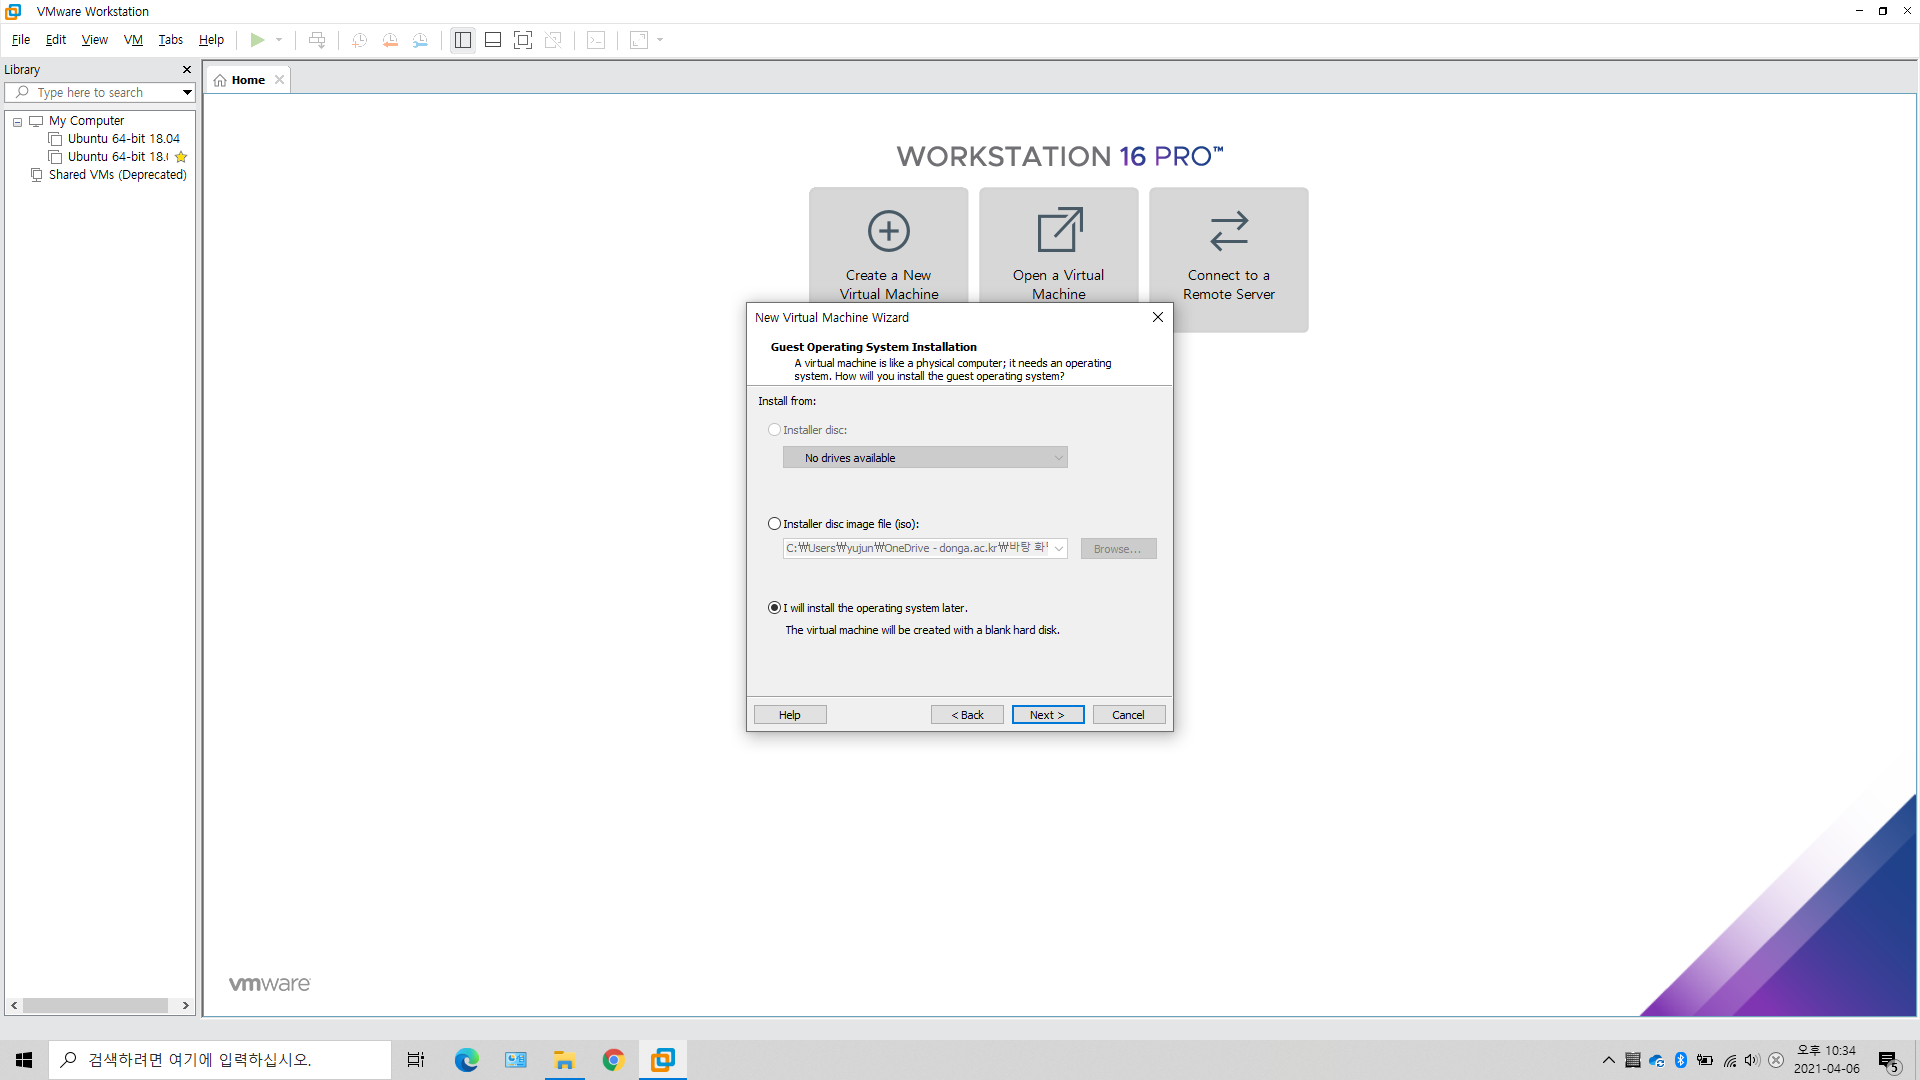 VMware Workstation
File Edit View VM Tabs Help
Library
Type here to search
Home
My Computer
Ubuntu 64-bit 18.04
Ubuntu 64-bit 18.
Shared VMs (Deprecated)
WORKSTATION 16 PRO™
Create a New
Virtual Machine
Open a Virtual
Machine
Connect to a
Remote Server
New Virtual Machine Wizard
Guest Operating System Installation
A virtual machine is like a physical computer; it needs an operating
system. How will you install the guest operating system?
Install from:
Installer disc:
No drives available
Installer disc image file (iso):
C:₩Users₩yujun₩OneDrive - donga.ac.kr₩바탕 화
Browse...
I will install the operating system later.
The virtual machine will be created with a blank hard disk.
Help < Back Next > Cancel
vmware
검색하려면 여기에 입력하십시오.
오후 10:34
2021-04-06
5